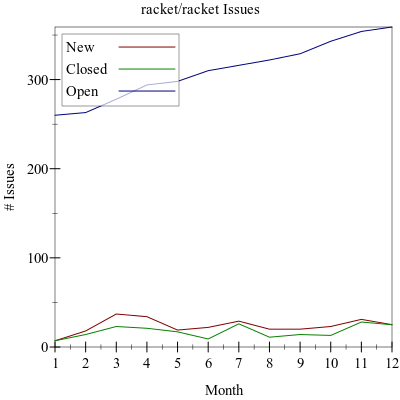 racket/racket Issues
New
Closed
Open
300
200
100
0
# Issues
1 2 3 4 5 6 7 8 9 10 11 12
Month